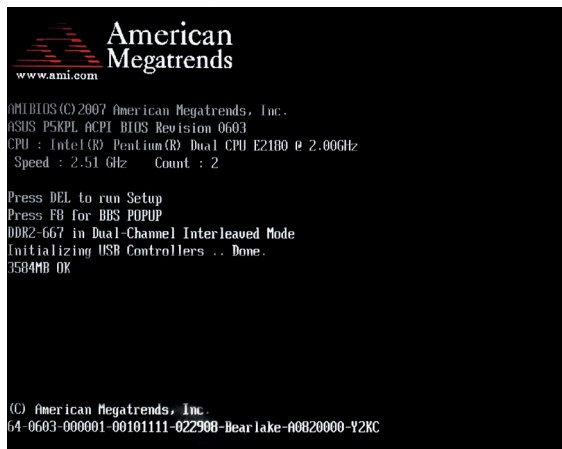 American
Megatrends
www.ami.com
AMIBIOS(C)2007 American Megatrends, Inc.
ASUS P5KPL ACPI BIOS Revision 0603
CPU : Intel(R) Pentium(R) Dual CPU E2180 @ 2.00GHz
Speed : 2.51 GHz Count : 2
Press DEL to run Setup
Press F8 for BBS POPUP
DDR2-667 in Dual-Channel Interleaved Mode
Initializing USB Controllers .. Done.
3584MB OK
(C) American Megatrends, Inc.
64-0603-000001-00101111-022908-Bearlake-A0820000-Y2KC